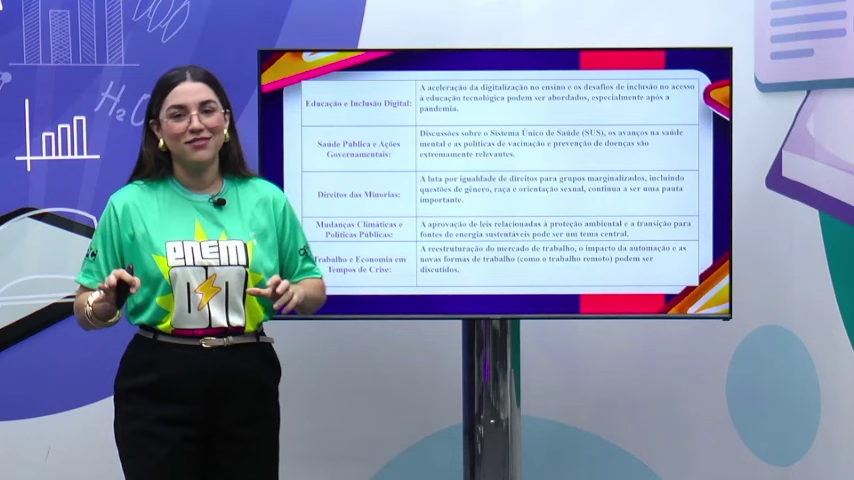 H₂O
Educação e Inclusão Digital:
A aceleração da digitalização no ensino e os desafios de inclusão no acesso
à educação tecnológica podem ser abordados, especialmente após a
pandemia.
Saúde Pública e Ações
Governamentais:
Discussões sobre o Sistema Único de Saúde (SUS), os avanços na saúde
mental e as políticas de vacinação e prevenção de doenças são
extremamente relevantes.
Direitos das Minorias:
A luta por igualdade de direitos para grupos marginalizados, incluindo
questões de gênero, raça e orientação sexual, continua a ser uma pauta
importante.
Mudanças Climáticas e
Políticas Públicas:
A aprovação de leis relacionadas à proteção ambiental e a transição para
fontes de energia sustentáveis pode ser um tema central.
Trabalho e Economia em
Tempos de Crise:
A reestruturação do mercado de trabalho, o impacto da automação e as
novas formas de trabalho (como o trabalho remoto) podem ser
discutidos.
ENEM
ON